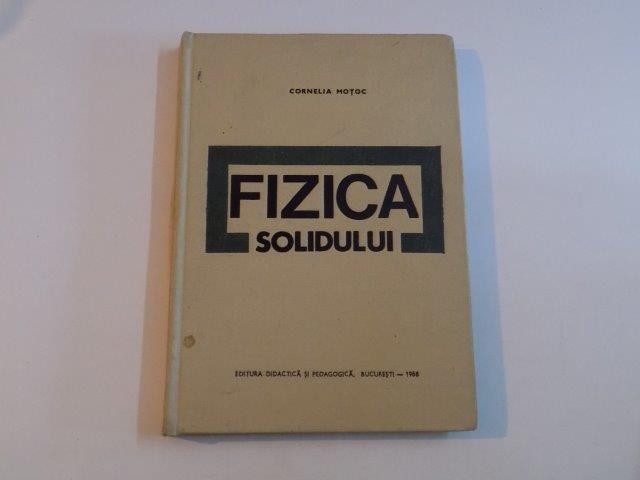 CORNELIA MOȚOC
FIZICA
SOLIDULUI
EDITURA DIDACTICĂ ȘI PEDAGOGICĂ, BUCUREȘTI — 1968